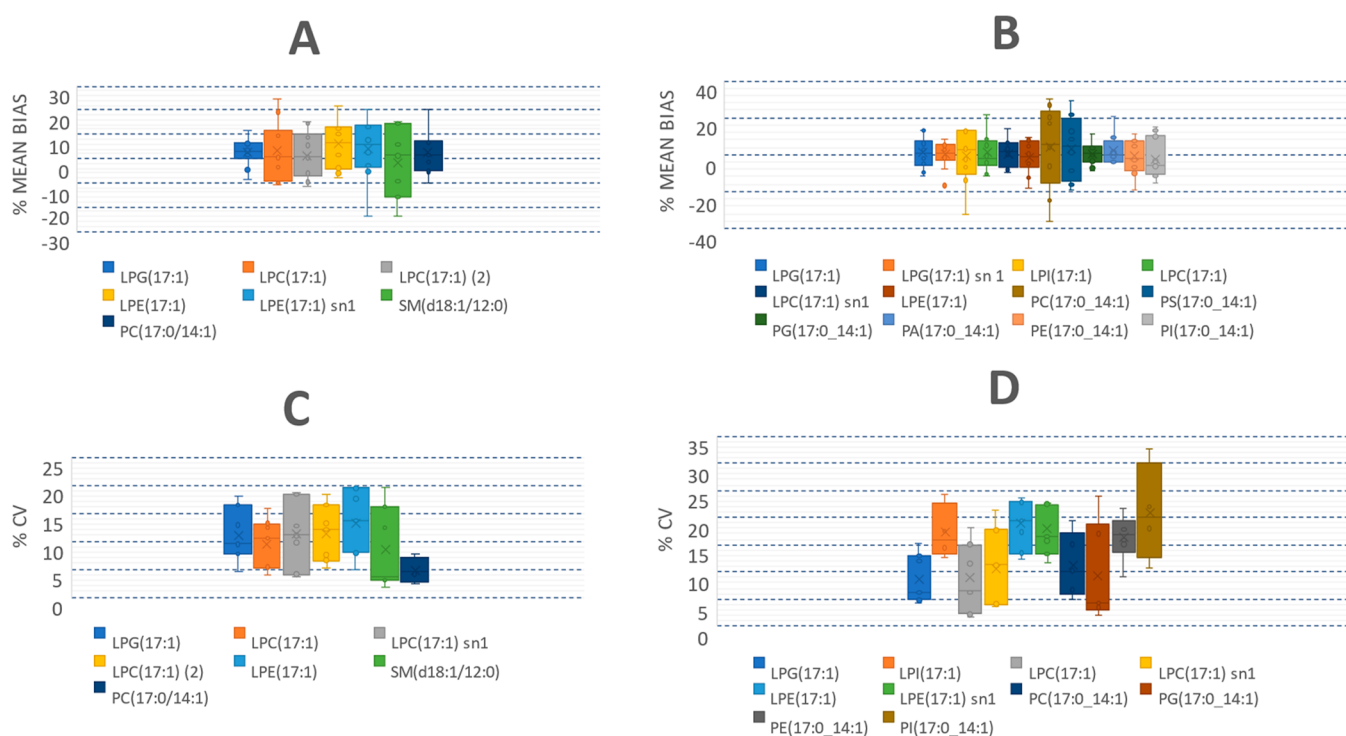 A
% MEAN BIAS
30
20
10
0
-10
-20
-30
LPG(17:1) LPC(17:1) LPC(17:1) (2)
LPE(17:1) LPE(17:1) sn1 SM(d18:1/12:0)
PC(17:0/14:1)
B
% MEAN BIAS
40
20
0
-20
-40
LPG(17:1) LPG(17:1) sn 1 LPI(17:1) LPC(17:1)
LPC(17:1) sn1 LPE(17:1) PC(17:0_14:1) PS(17:0_14:1)
PG(17:0_14:1) PA(17:0_14:1) PE(17:0_14:1) PI(17:0_14:1)
C
% CV
25
20
15
10
5
0
LPG(17:1) LPC(17:1) LPC(17:1) sn1
LPC(17:1) (2) LPE(17:1) SM(d18:1/12:0)
PC(17:0/14:1)
D
% CV
35
30
25
20
15
10
5
0
LPG(17:1) LPI(17:1) LPC(17:1) LPC(17:1) sn1
LPE(17:1) LPE(17:1) sn1 PC(17:0_14:1) PG(17:0_14:1)
PE(17:0_14:1) PI(17:0_14:1)